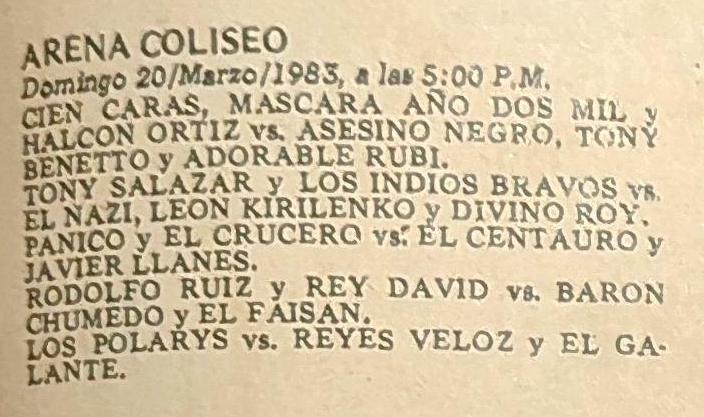 ARENA COLISEO
Domingo 20/Marzo/1983, a las 5:00 P.M.
CIEN CARAS, MASCARA AÑO DOS MIL y
HALCON ORTIZ vs. ASESINO NEGRO, TONY
BENETTO y ADORABLE RUBI.
TONY SALAZAR y LOS INDIOS BRAVOS vs.
EL NAZI, LEON KIRILENKO y DIVINO ROY.
PANICO y EL CRUCERO vs. EL CENTAURO y
JAVIER LLANES.
RODOLFO RUIZ y REY DAVID vs. BARON
CHUMEDO y EL FAISAN.
LOS POLARYS vs. REYES VELOZ y EL GA-
LANTE.